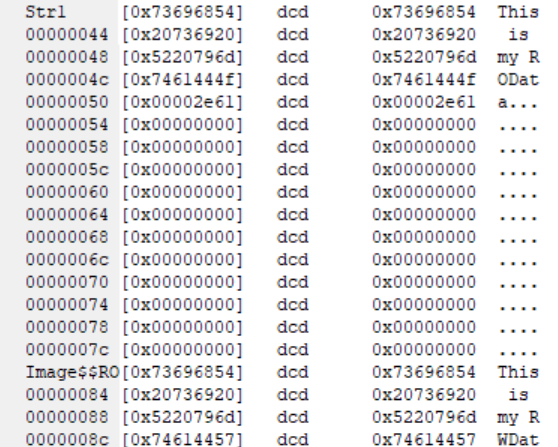 Str1 [0x73696854] dcd 0x73696854 This
00000044 [0x20736920] dcd 0x20736920 is
00000048 [0x5220796d] dcd 0x5220796d my R
0000004c [0x7461444f] dcd 0x7461444f ODat
00000050 [0x00002e61] dcd 0x00002e61 a...
00000054 [0x00000000] dcd 0x00000000 ....
00000058 [0x00000000] dcd 0x00000000 ....
0000005c [0x00000000] dcd 0x00000000 ....
00000060 [0x00000000] dcd 0x00000000 ....
00000064 [0x00000000] dcd 0x00000000 ....
00000068 [0x00000000] dcd 0x00000000 ....
0000006c [0x00000000] dcd 0x00000000 ....
00000070 [0x00000000] dcd 0x00000000 ....
00000074 [0x00000000] dcd 0x00000000 ....
00000078 [0x00000000] dcd 0x00000000 ....
0000007c [0x00000000] dcd 0x00000000 ....
Image$$RO[0x73696854] dcd 0x73696854 This
00000084 [0x20736920] dcd 0x20736920 is
00000088 [0x5220796d] dcd 0x5220796d my R
0000008c [0x74614457] dcd 0x74614457 WDat